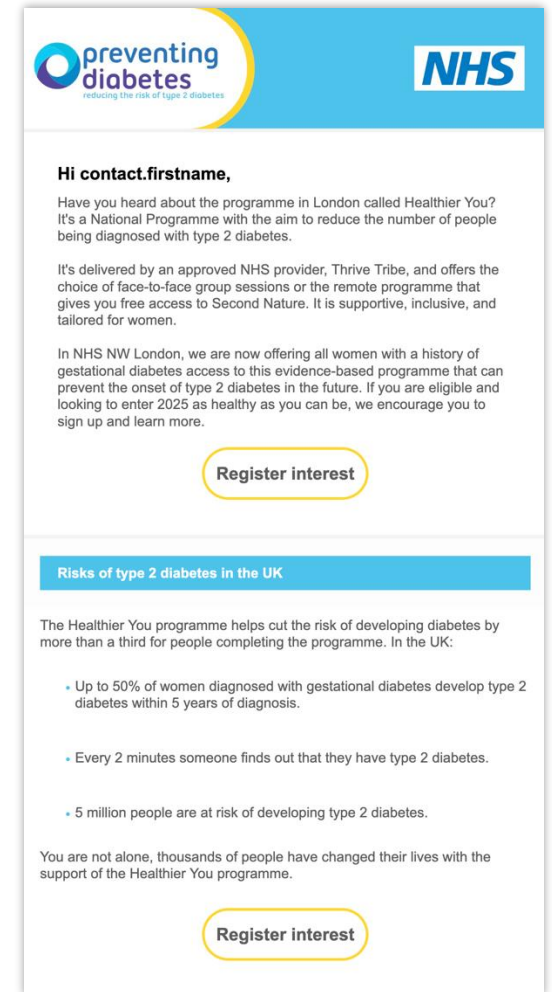 preventing
diabetes
reducing the risk of type 2 diabetes
NHS
Hi contact.firstname,
Have you heard about the programme in London called Healthier You?
It's a National Programme with the aim to reduce the number of people
being diagnosed with type 2 diabetes.
It's delivered by an approved NHS provider, Thrive Tribe, and offers the
choice of face-to-face group sessions or the remote programme that
gives you free access to Second Nature. It is supportive, inclusive, and
tailored for women.
In NHS NW London, we are now offering all women with a history of
gestational diabetes access to this evidence-based programme that can
prevent the onset of type 2 diabetes in the future. If you are eligible and
looking to enter 2025 as healthy as you can be, we encourage you to
sign up and learn more.
Register interest
Risks of type 2 diabetes in the UK
The Healthier You programme helps cut the risk of developing diabetes by
more than a third for people completing the programme. In the UK:
• Up to 50% of women diagnosed with gestational diabetes develop type 2
diabetes within 5 years of diagnosis.
• Every 2 minutes someone finds out that they have type 2 diabetes.
• 5 million people are at risk of developing type 2 diabetes.
You are not alone, thousands of people have changed their lives with the
support of the Healthier You programme.
Register interest